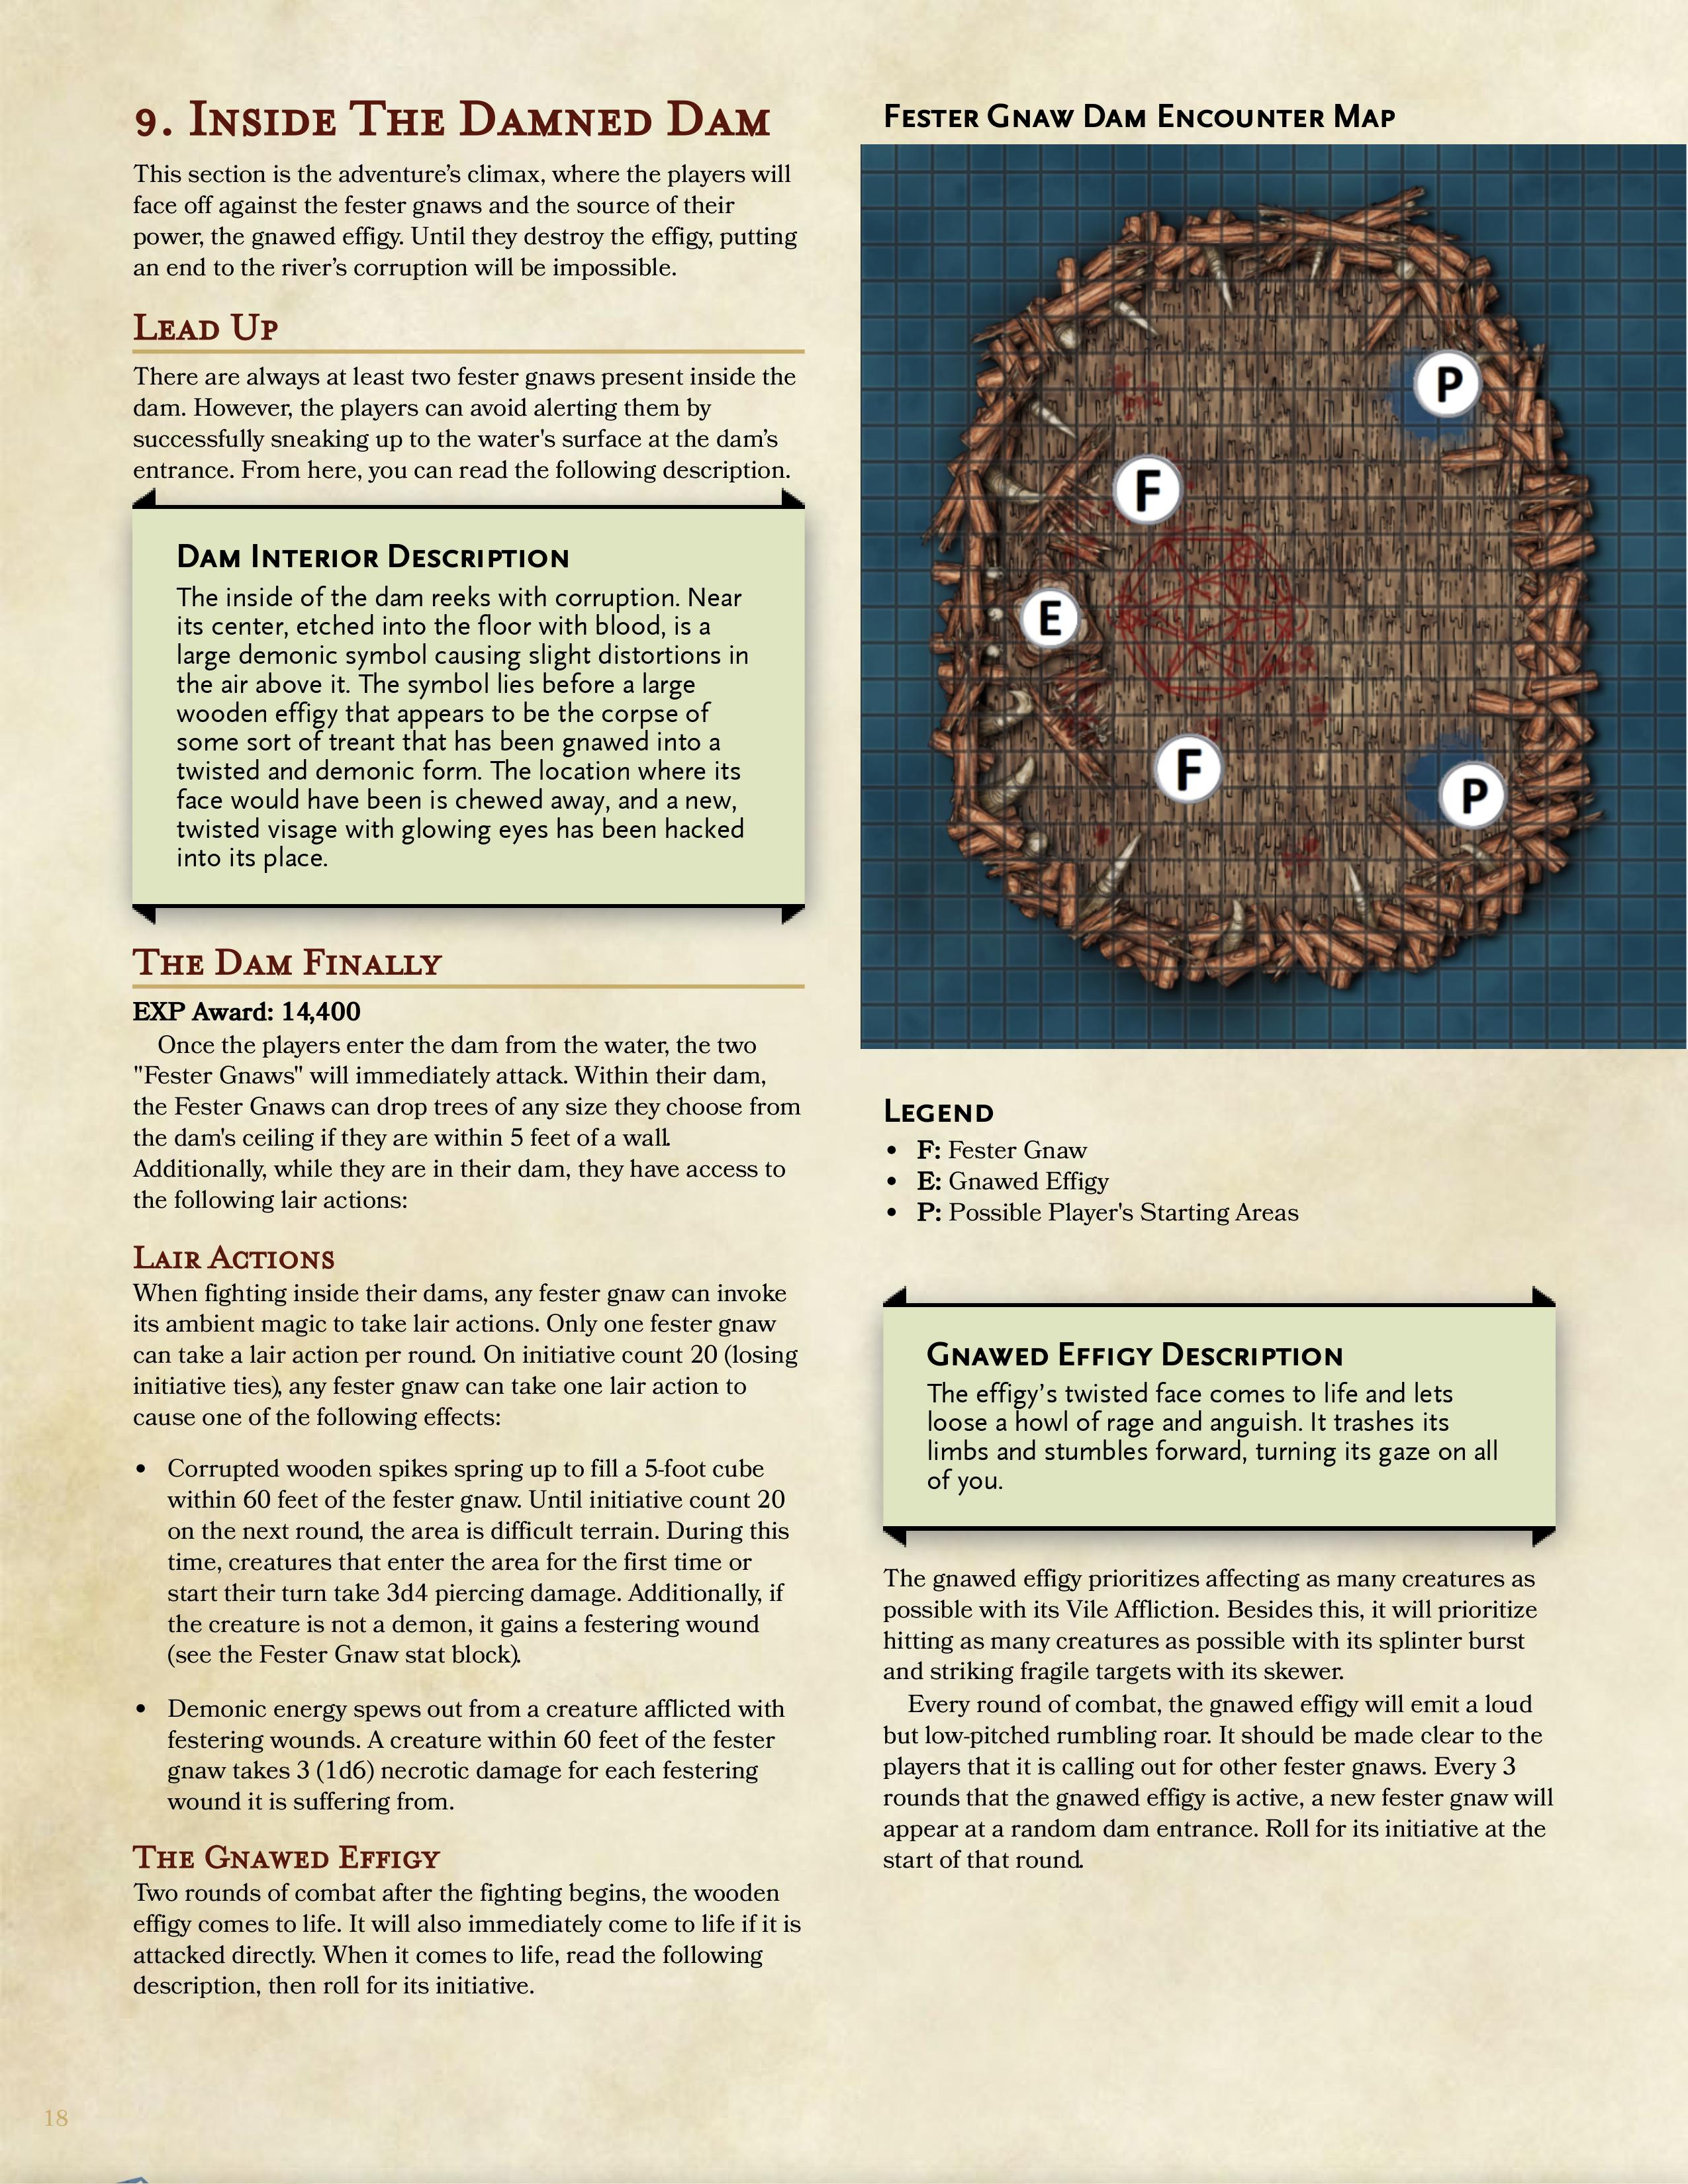 9. Inside The Damned Dam
This section is the adventure's climax, where the players will
face off against the fester gnaws and the source of their
power, the gnawed effigy. Until they destroy the effigy, putting
an end to the river's corruption will be impossible.
Lead Up
There are always at least two fester gnaws present inside the
dam. However, the players can avoid alerting them by
successfully sneaking up to the water's surface at the dam's
entrance. From here, you can read the following description.
Dam Interior Description
The inside of the dam reeks with corruption. Near
its center, etched into the floor with blood, is a
large demonic symbol causing slight distortions in
the air above it. The symbol lies before a large
wooden effigy that appears to be the corpse of
some sort of treant that has been gnawed into a
twisted and demonic form. The location where its
face would have been is chewed away, and a new,
twisted visage with glowing eyes has been hacked
into its place.
The Dam Finally
EXP Award: 14,400
Once the players enter the dam from the water, the two
"Fester Gnaws" will immediately attack. Within their dam,
the Fester Gnaws can drop trees of any size they choose from
the dam's ceiling if they are within 5 feet of a wall.
Additionally, while they are in their dam, they have access to
the following lair actions:
Lair Actions
When fighting inside their dams, any fester gnaw can invoke
its ambient magic to take lair actions. Only one fester gnaw
can take a lair action per round. On initiative count 20 (losing
initiative ties), any fester gnaw can take one lair action to
cause one of the following effects:
• Corrupted wooden spikes spring up to fill a 5-foot cube
within 60 feet of the fester gnaw. Until initiative count 20
on the next round, the area is difficult terrain. During this
time, creatures that enter the area for the first time or
start their turn take 3d4 piercing damage. Additionally, if
the creature is not a demon, it gains a festering wound
(see the Fester Gnaw stat block).
• Demonic energy spews out from a creature afflicted with
festering wounds. A creature within 60 feet of the fester
gnaw takes 3 (1d6) necrotic damage for each festering
wound it is suffering from.
The Gnawed Effigy
Two rounds of combat after the fighting begins, the wooden
effigy comes to life. It will also immediately come to life if it is
attacked directly. When it comes to life, read the following
description, then roll for its initiative.
Fester Gnaw Dam Encounter Map
P
F
E
F
P
Legend
• F: Fester Gnaw
• E: Gnawed Effigy
• P: Possible Player's Starting Areas
Gnawed Effigy Description
The effigy's twisted face comes to life and lets
loose a howl of rage and anguish. It trashes its
limbs and stumbles forward, turning its gaze on all
of you.
The gnawed effigy prioritizes affecting as many creatures as
possible with its Vile Affliction. Besides this, it will prioritize
hitting as many creatures as possible with its splinter burst
and striking fragile targets with its skewer.
Every round of combat, the gnawed effigy will emit a loud
but low-pitched rumbling roar. It should be made clear to the
players that it is calling out for other fester gnaws. Every 3
rounds that the gnawed effigy is active, a new fester gnaw will
appear at a random dam entrance. Roll for its initiative at the
start of that round.
18